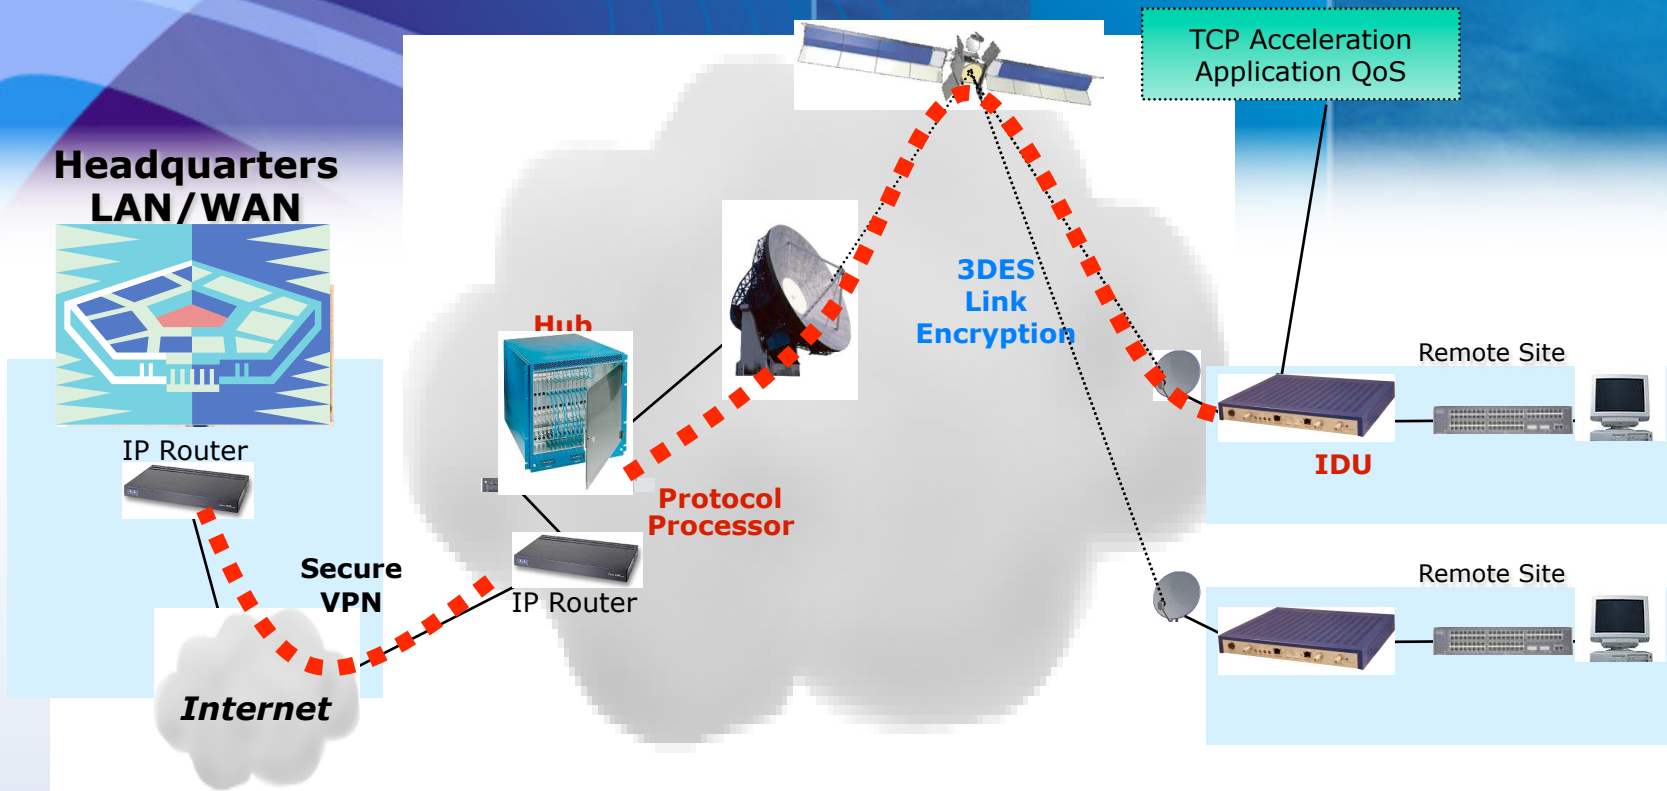 TCP Acceleration
Application QoS
Headquarters
LAN/WAN
3DES
Link
Encryption
Hub
Remote Site
IP Router
IDU
Protocol
Processor
Secure
VPN
IP Router
Remote Site
Internet